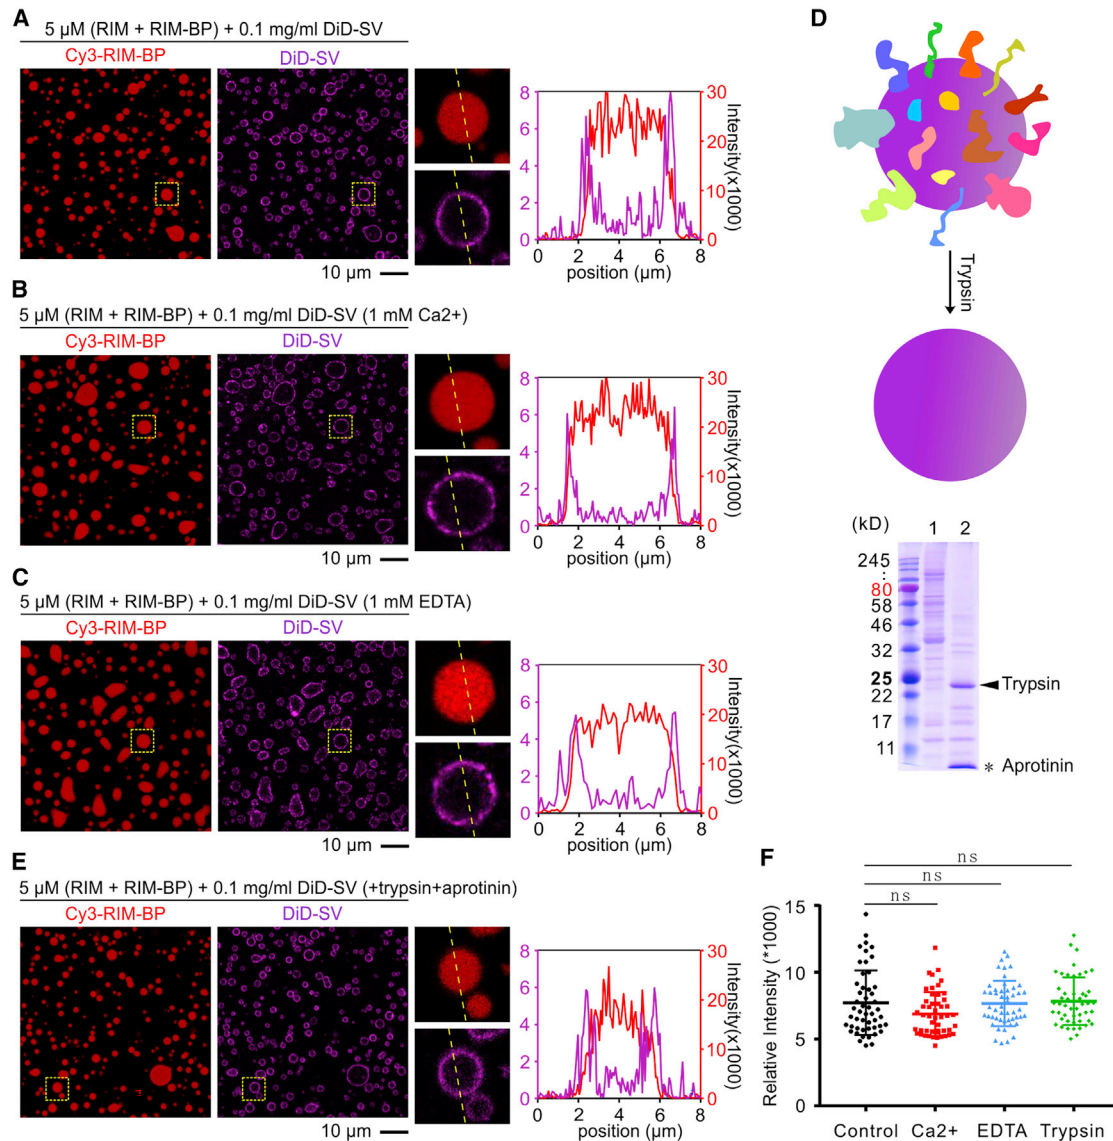 A
5 µM (RIM + RIM-BP) + 0.1 mg/ml DiD-SV
Cy3-RIM-BP DiD-SV
10 µm
8
6
4
2
0
30
20
10
0
Intensity(x1000)
0 2 4 6 8
position (µm)
B
5 µM (RIM + RIM-BP) + 0.1 mg/ml DiD-SV (1 mM Ca2+)
Cy3-RIM-BP DiD-SV
10 µm
8
6
4
2
0
30
20
10
0
Intensity(x1000)
0 2 4 6 8
position (µm)
C
5 µM (RIM + RIM-BP) + 0.1 mg/ml DiD-SV (1 mM EDTA)
Cy3-RIM-BP DiD-SV
10 µm
8
6
4
2
0
30
20
10
0
Intensity(x1000)
0 2 4 6 8
position (µm)
D
Trypsin
(kD) 1 2
245
:
80
58
46
32
25
22
17
11
Trypsin
* Aprotinin
E
5 µM (RIM + RIM-BP) + 0.1 mg/ml DiD-SV (+trypsin+aprotinin)
Cy3-RIM-BP DiD-SV
10 µm
8
6
4
2
0
30
20
10
0
Intensity(x1000)
0 2 4 6 8
position (µm)
F
ns
ns
ns
Relative Intensity (*1000)
15
10
5
0
Control Ca2+ EDTA Trypsin